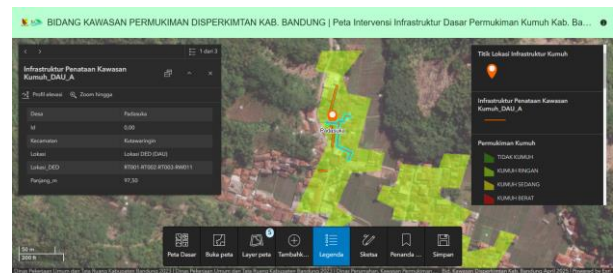 BIDANG KAWASAN PERMUKIMAN DISPERKIMTAN KAB. BANDUNG | Peta Intervensi Infrastruktur Dasar Permukiman Kumuh Kab. Ba...
1 dari 3
Infrastruktur Penataan Kawasan
Kumuh_DAU_A
Profil elevasi Zoom hingga
Desa Padasuka
Id 0,00
Kecamatan Kutawaringin
Lokasi Lokasi DED (DAU)
Lokasi_DED RT001-RT002-RT003-RW011
Panjang_m 97,50
Padasuka
Titik Lokasi Infrastruktur Kumuh
Infrastruktur Penataan Kawasan
Kumuh_DAU_A
Permukiman Kumuh
TIDAK KUMUH
KUMUH RINGAN
KUMUH SEDANG
KUMUH BERAT
50 m
200 ft
5
Peta Dasar Buka peta Layer peta Tambahk... Legenda Sketsa Penanda ... Simpan